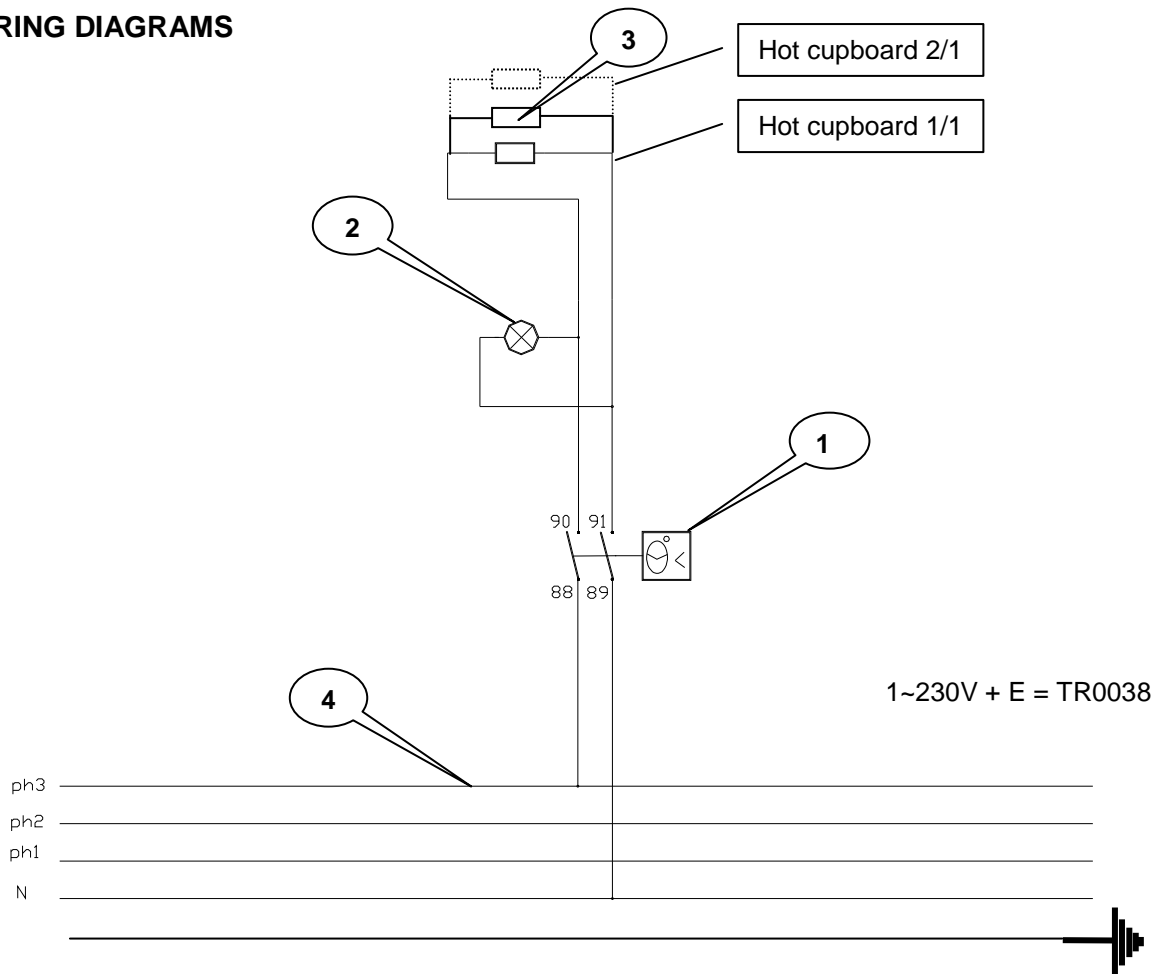 RING DIAGRAMS
3
Hot cupboard 2/1
Hot cupboard 1/1
2
1
90 91
88 89
1~230V + E = TR0038
4
ph3
ph2
ph1
N